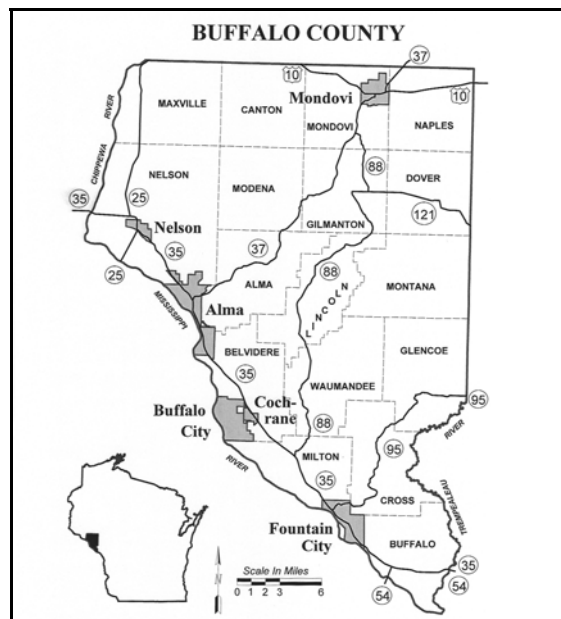 BUFFALO COUNTY
37
10
Mondovi
10
MAXVILLE
CANTON
MONDOVI
NAPLES
CHIPPEWA RIVER
NELSON
MODENA
88
DOVER
35
25
121
Nelson
GILMANTON
35
37
25
ALMA
88
LINCOLN
MONTANA
MISSISSIPPI
Alma
BELVIDERE
GLENCOE
35
WAUMANDEE
Buffalo
City
Coch-
rane
95
88
95
RIVER
RIVER
MILTON
35
CROSS
TREMPEALEAU
Fountain
City
BUFFALO
35
54
54
Scale In Miles
0 1 2 3 6
N